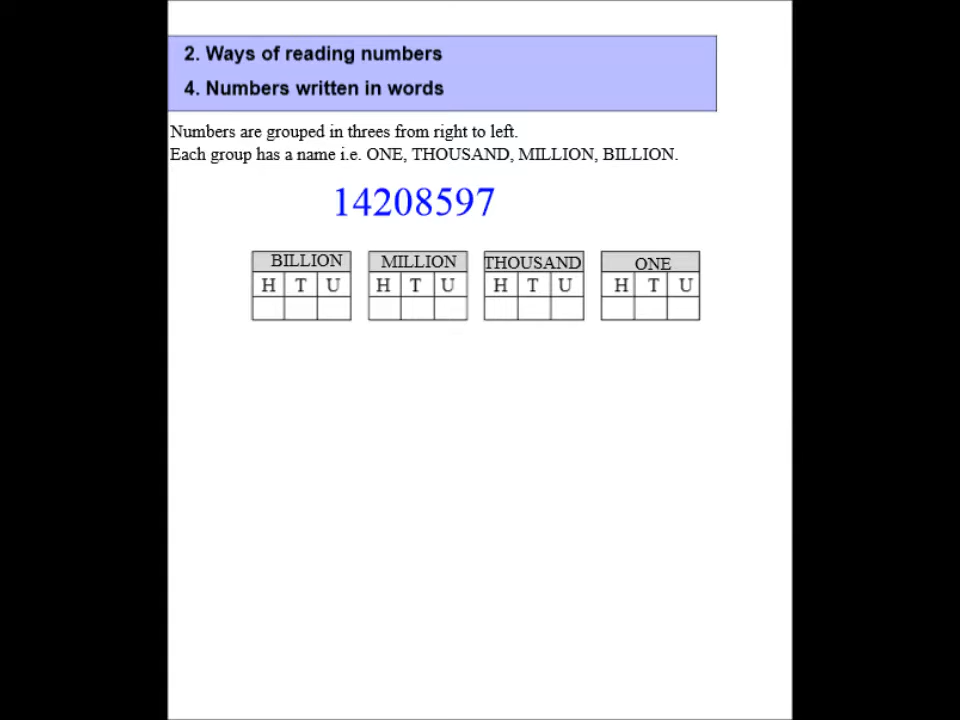 2. Ways of reading numbers
4. Numbers written in words
Numbers are grouped in threes from right to left.
Each group has a name i.e. ONE, THOUSAND, MILLION, BILLION.
14208597
BILLION MILLION THOUSAND ONE
H T U H T U H T U H T U